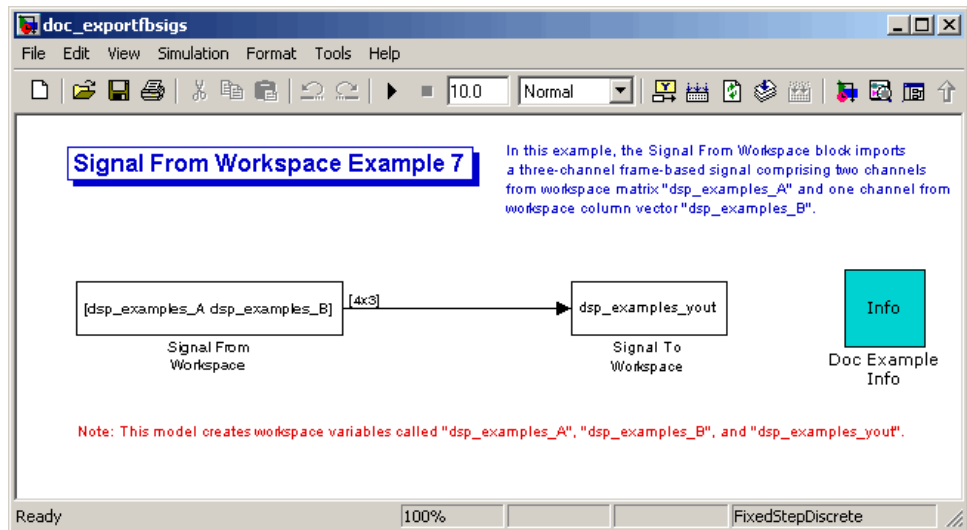 doc_exportfbsigs
File Edit View Simulation Format Tools Help
10.0 Normal
Signal From Workspace Example 7
In this example, the Signal From Workspace block imports
a three-channel frame-based signal comprising two channels
from workspace matrix "dsp_examples_A" and one channel from
workspace column vector "dsp_examples_B".
[dsp_examples_A dsp_examples_B]
[4x3]
dsp_examples_yout
Info
Signal From
Workspace
Signal To
Workspace
Doc Example
Info
Note: This model creates workspace variables called "dsp_examples_A", "dsp_examples_B", and "dsp_examples_yout".
Ready 100% FixedStepDiscrete